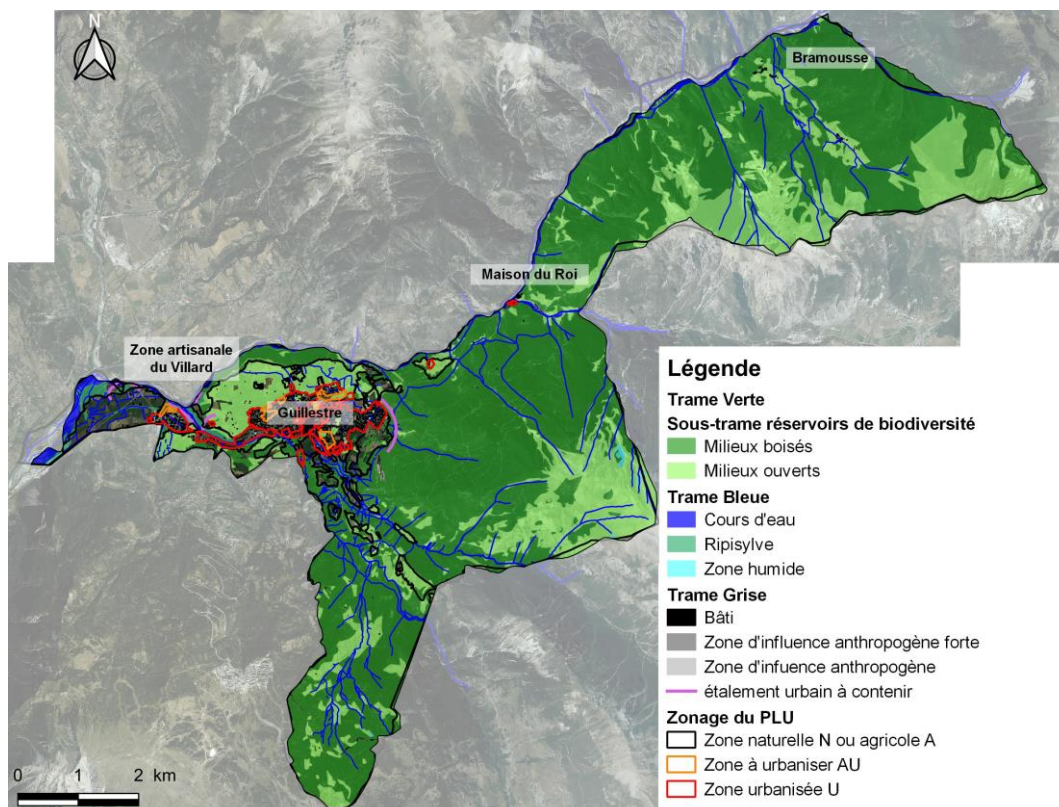 N
Bramousse
Maison du Roi
Zone artisanale
du Villard
Guillestre
Légende
Trame Verte
Sous-trame réservoirs de biodiversité
Milieux boisés
Milieux ouverts
Trame Bleue
Cours d'eau
Ripisylve
Zone humide
Trame Grise
Bâti
Zone d'influence anthropogène forte
Zone d'infuence anthropogène
étalement urbain à contenir
Zonage du PLU
Zone naturelle N ou agricole A
Zone à urbaniser AU
Zone urbanisée U
0 1 2 km